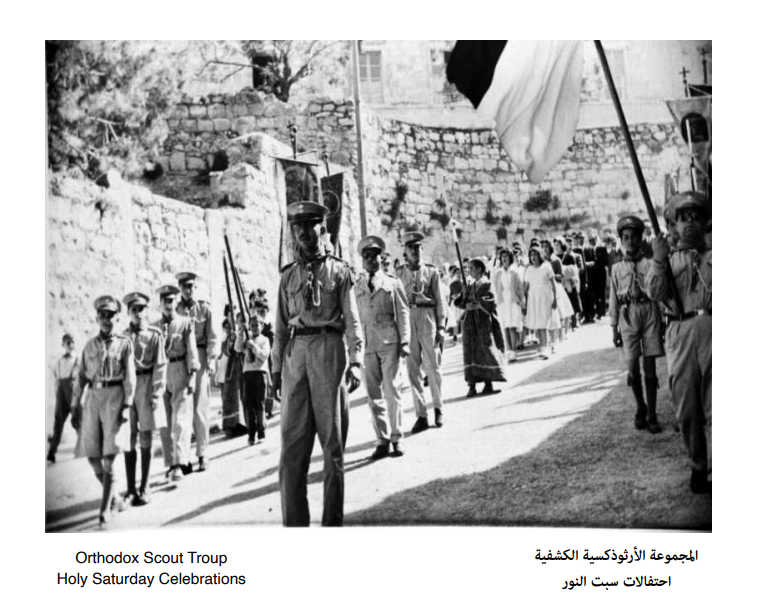 Orthodox Scout Troup
Holy Saturday Celebrations
المجموعة الأرثوذكسية الكشفية
احتفالات سبت النور